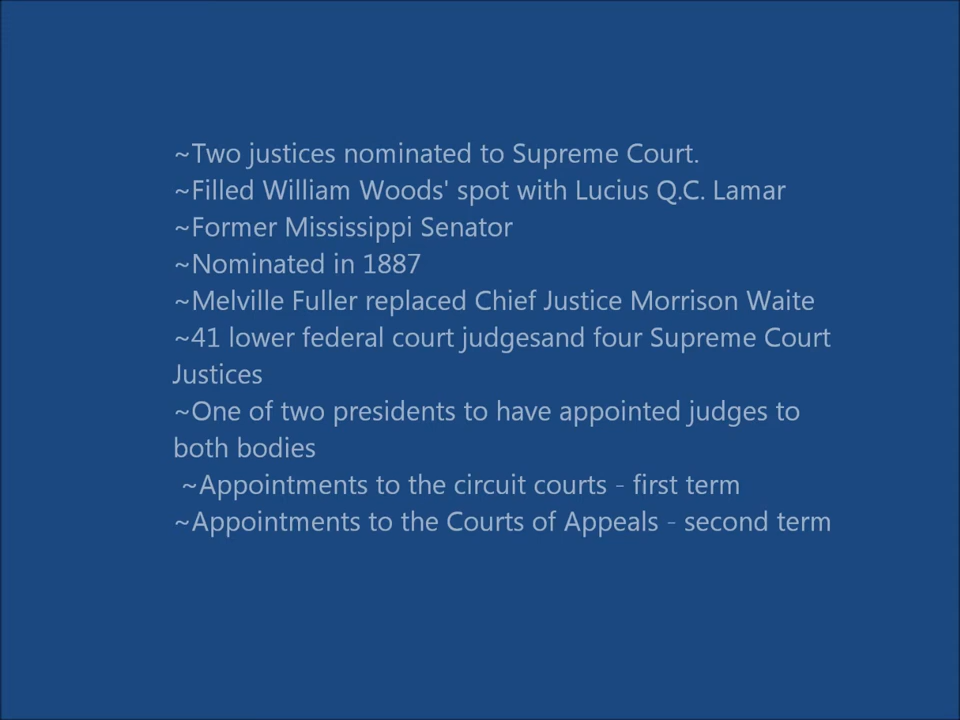 ~Two justices nominated to Supreme Court.
~Filled William Woods' spot with Lucius Q.C. Lamar
~Former Mississippi Senator
~Nominated in 1887
~Melville Fuller replaced Chief Justice Morrison Waite
~41 lower federal court judgesand four Supreme Court
Justices
~One of two presidents to have appointed judges to
both bodies
~Appointments to the circuit courts - first term
~Appointments to the Courts of Appeals - second term